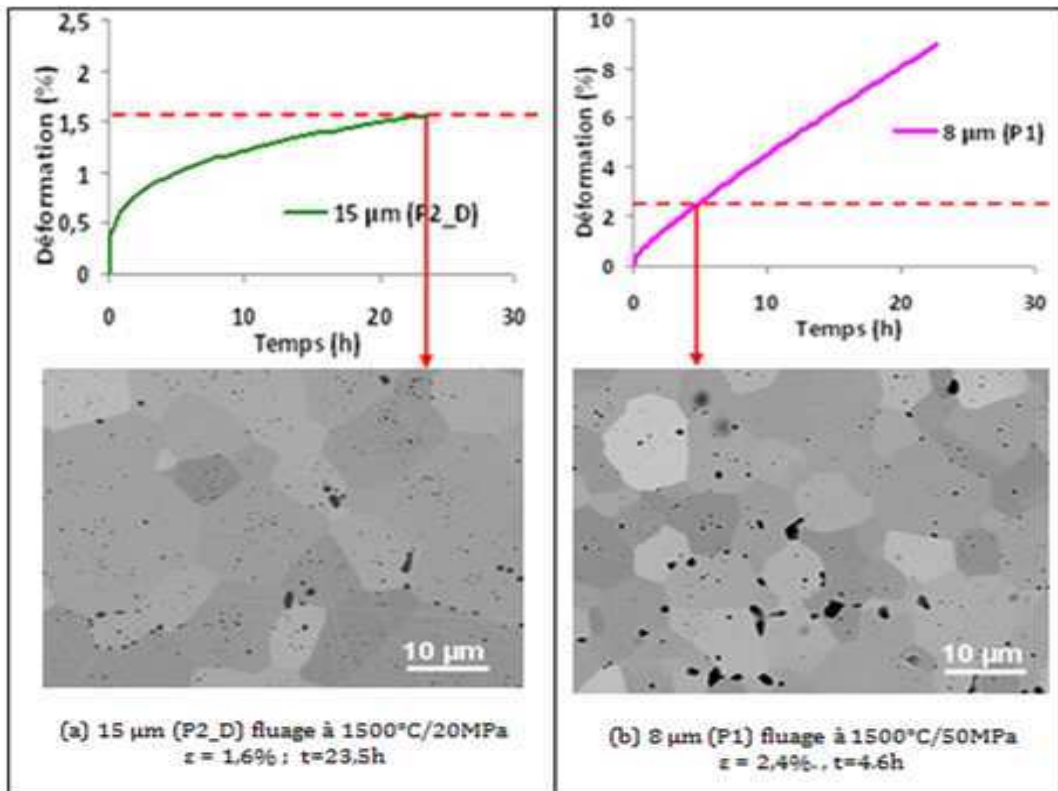 2,5
2
1,5
1
0,5
0
Déformation (%)
15 µm (P2_D)
0 10 20 30
Temps (h)
10 µm
(a) 15 µm (P2_D) fluage à 1500°C/20MPa
ε = 1,6% ; t=23,5h
10
8
6
4
2
0
Déformation (%)
8 µm (P1)
0 10 20 30
Temps (h)
10 µm
(b) 8 µm (P1) fluage à 1500°C/50MPa
ε = 2,4%. , t=4.6h